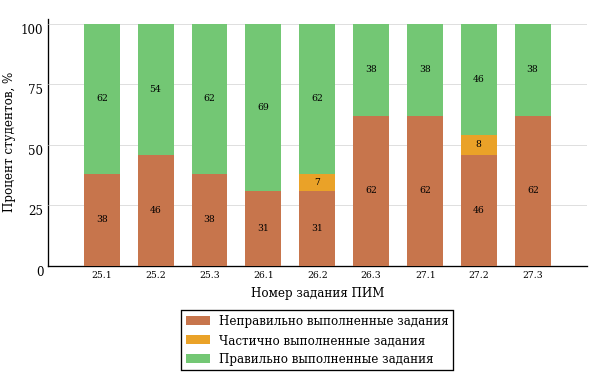 Процент студентов, %
100
75
50
25
0
62 54 62 69 62 38 38 46 38
7 8
38 46 38 31 31 62 62 46 62
25.1 25.2 25.3 26.1 26.2 26.3 27.1 27.2 27.3
Номер задания ПИМ
Неправильно выполненные задания
Частично выполненные задания
Правильно выполненные задания